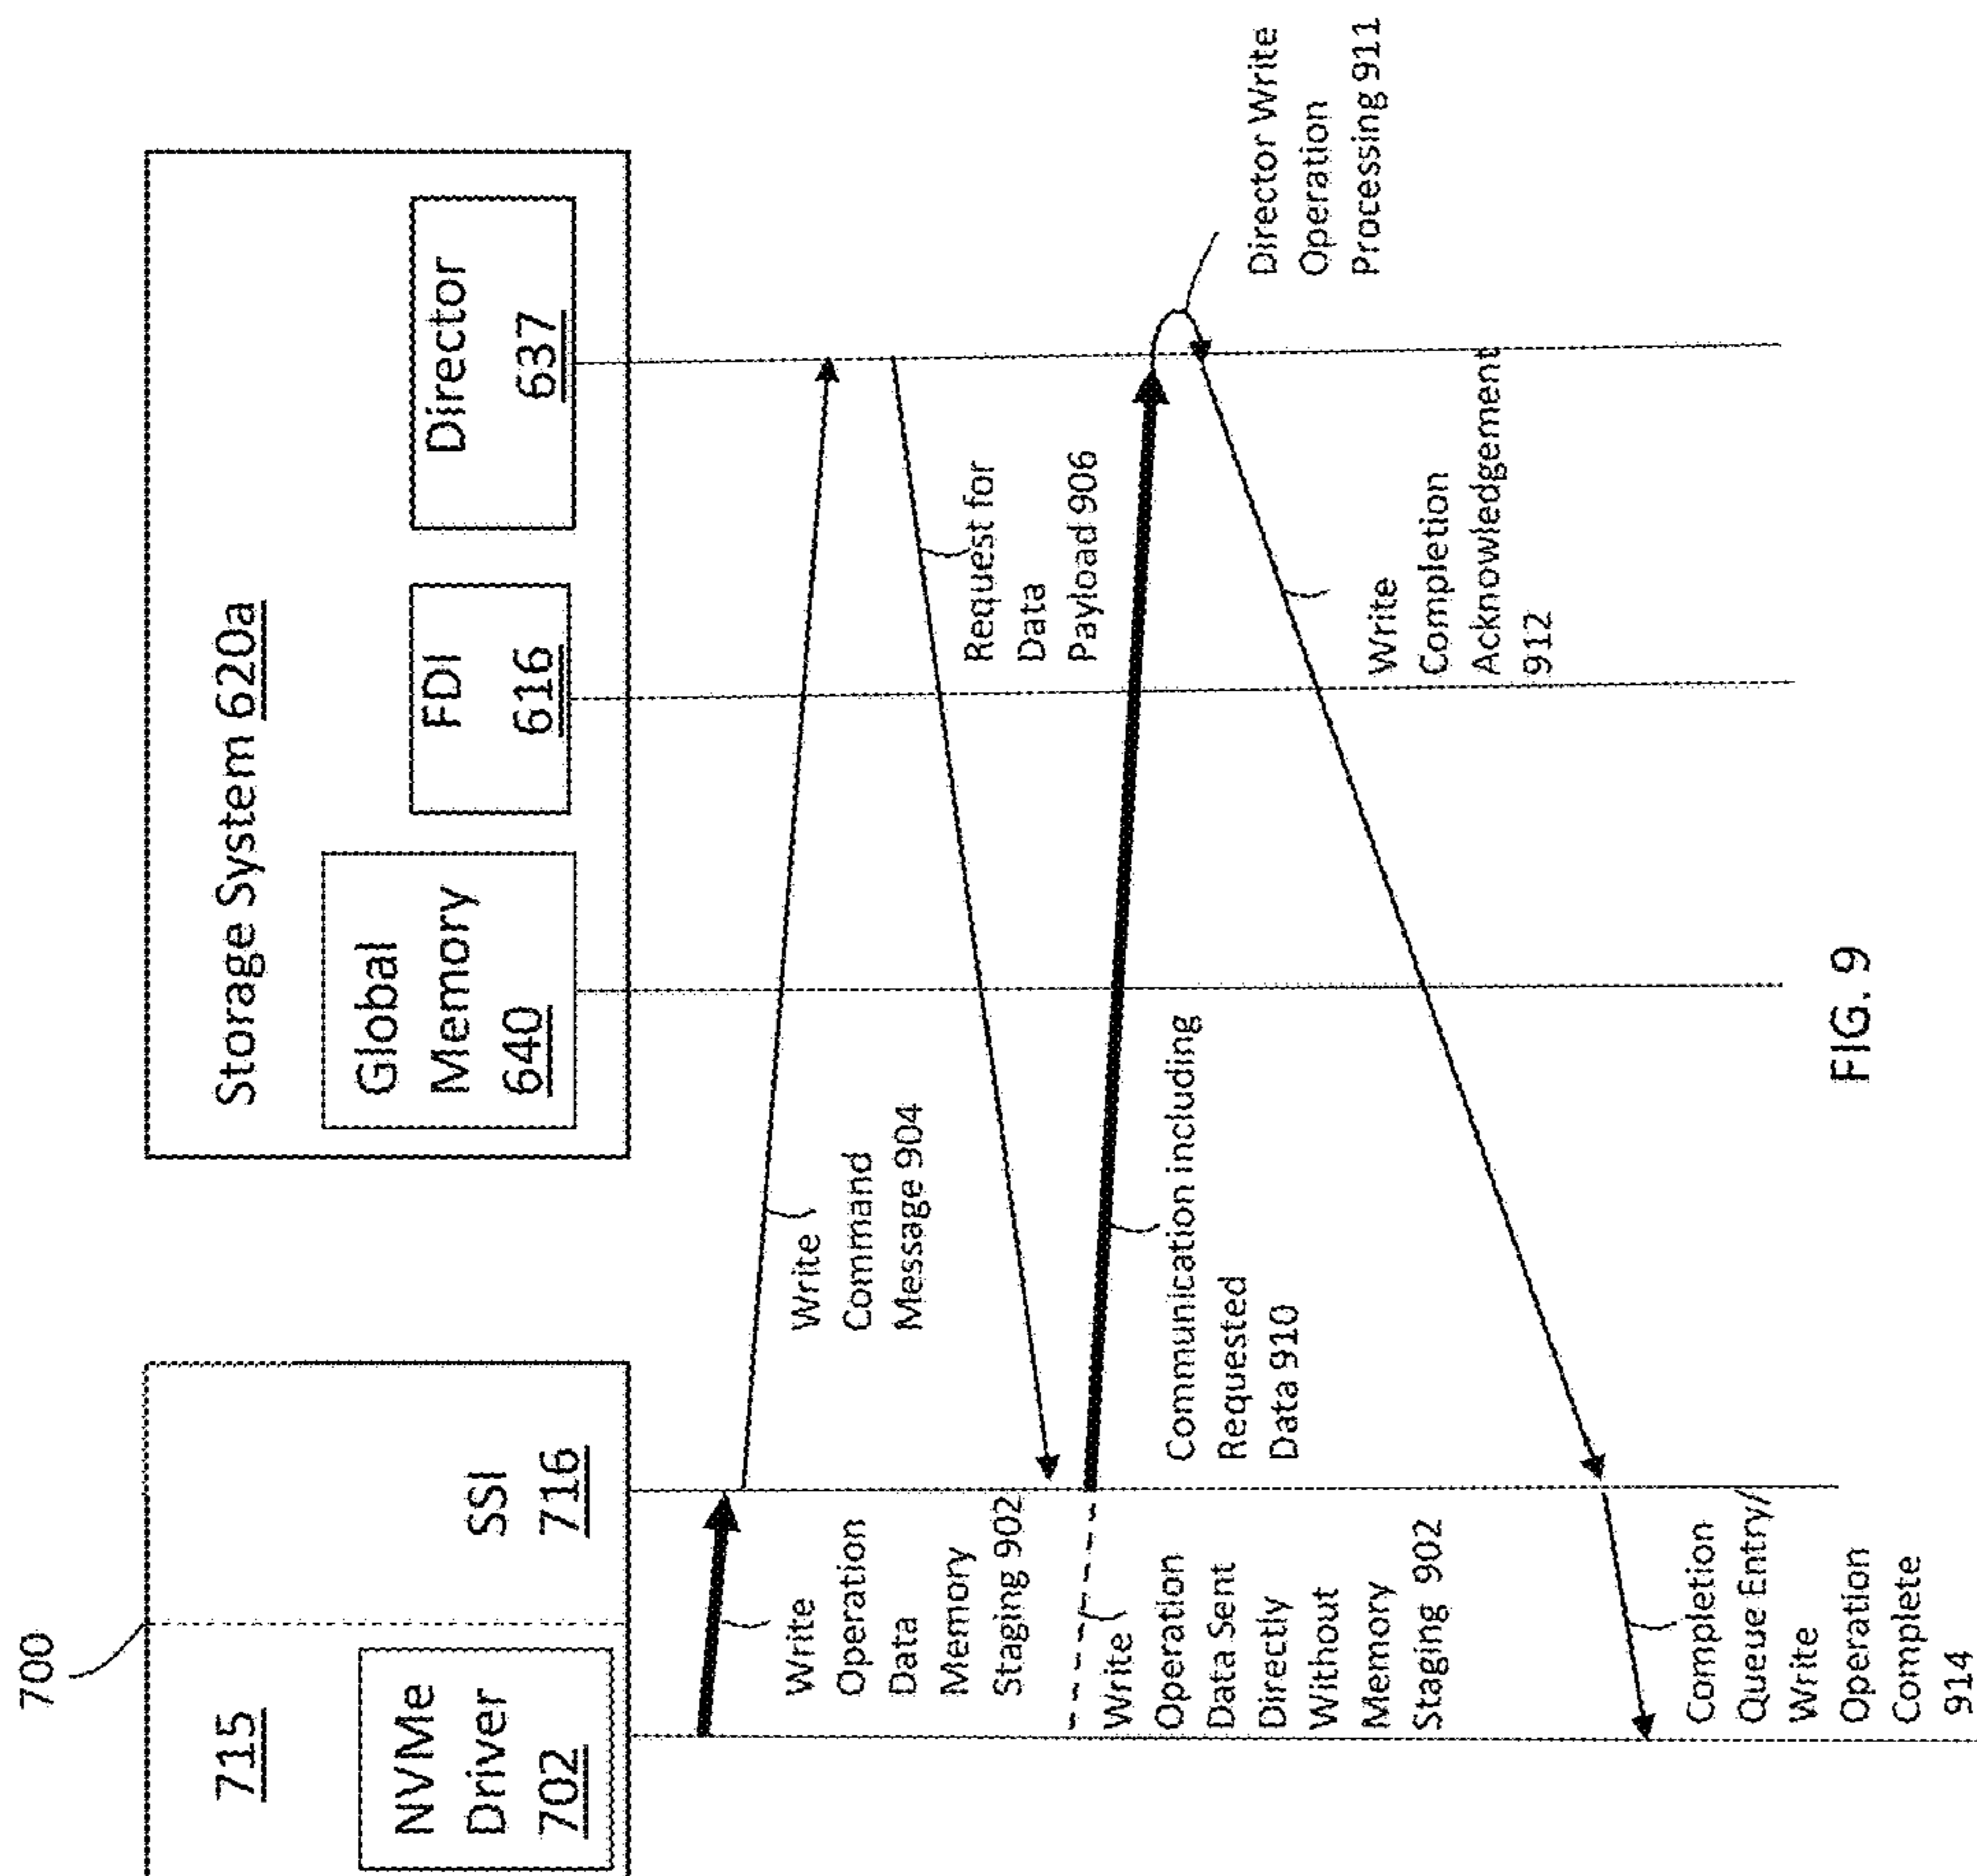 700
715
NVMe
Driver
702
SSI
716
Storage System 620a
Global
Memory
640
FDI
616
Director
637
Write
Operation
Data
Memory
Staging 902
Write
Command
Message 904
Request for
Data
Payload 906
Write
Operation
Data Sent
Directly
Without
Memory
Staging 902
Communication including
Requested
Data 910
Director Write
Operation
Processing 911
Write
Completion
Acknowledgement
912
Completion
Queue Entry/
Write
Operation
Complete
914
FIG. 9